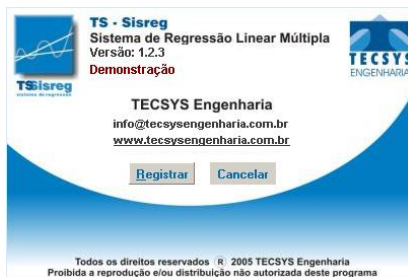 TS - Sisreg
Sistema de Regressão Linear Múltipla
Versão: 1.2.3
Demonstração
TSSisreg
sistema de regressão
TECSYS
ENGENHARIA
TECSYS Engenharia
info@tecsysengenharia.com.br
www.tecsysengenharia.com.br
Registrar Cancelar
Todos os direitos reservados ® 2005 TECSYS Engenharia
Proibida a reprodução e/ou distribuição não autorizada deste programa